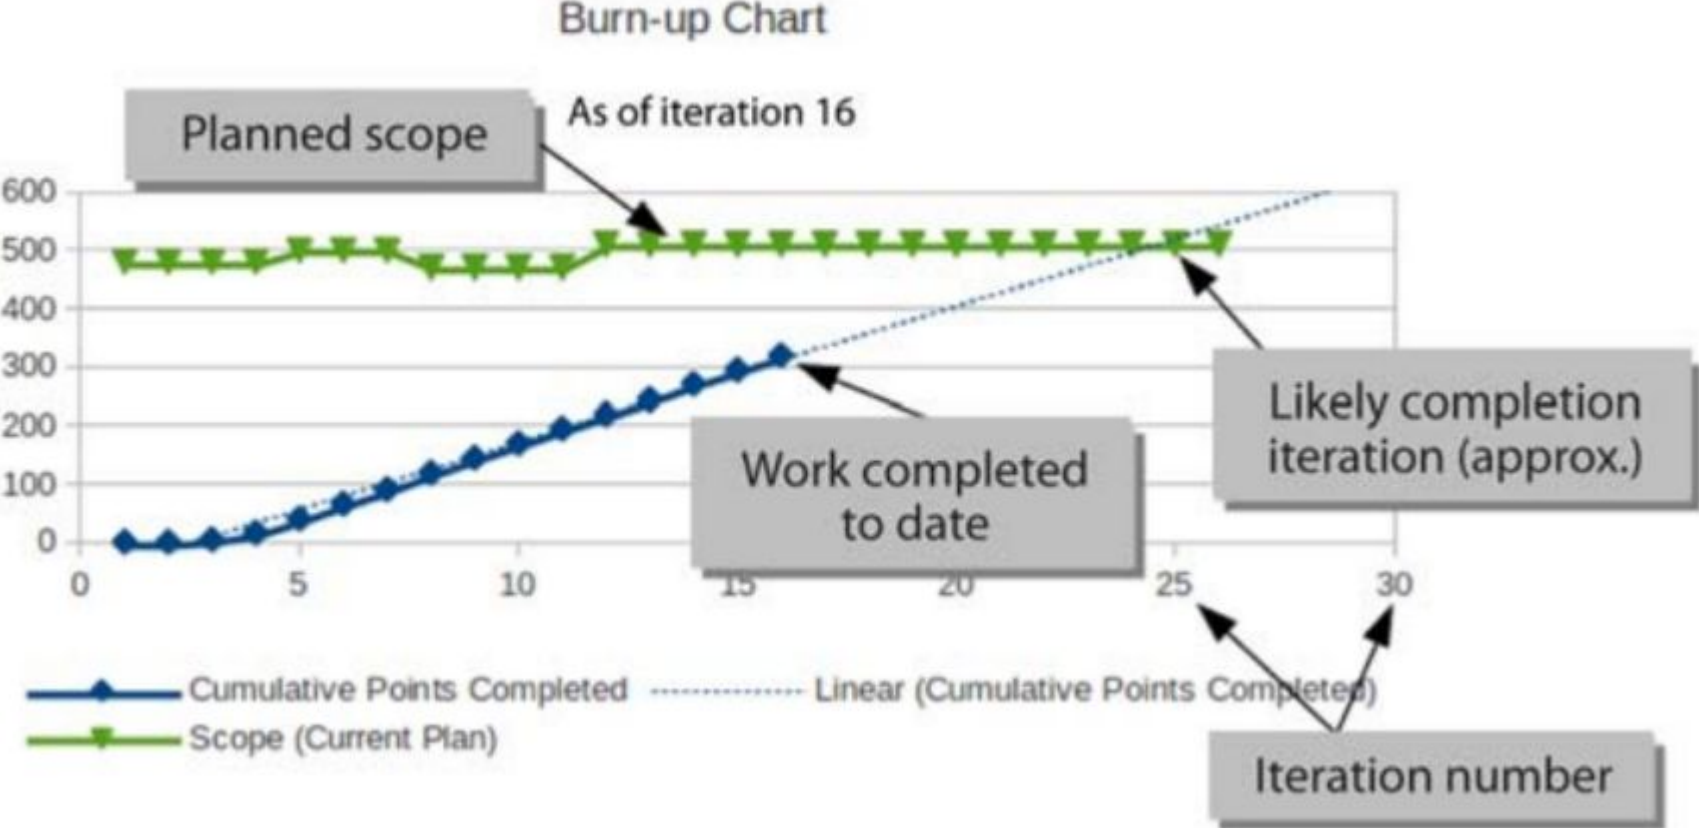 Burn-up Chart
As of iteration 16
Planned scope
600
500
400
300
200
100
0
Likely completion
iteration (approx.)
Work completed
to date
0 5 10 15 20 25 30
Cumulative Points Completed
Linear (Cumulative Points Completed)
Scope (Current Plan)
Iteration number